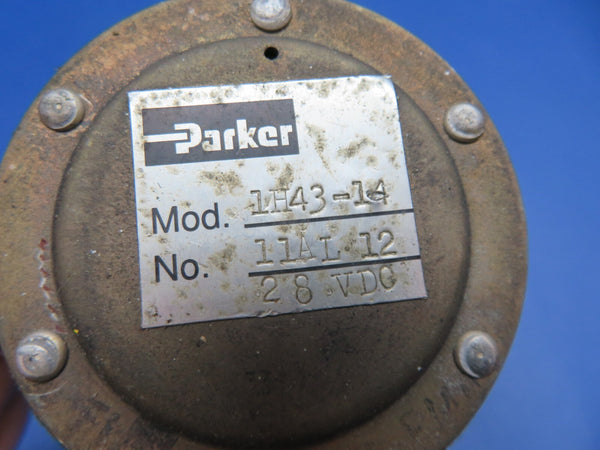 Parker
Mod. 1H43-14
No. 11AL 12
28 VDC